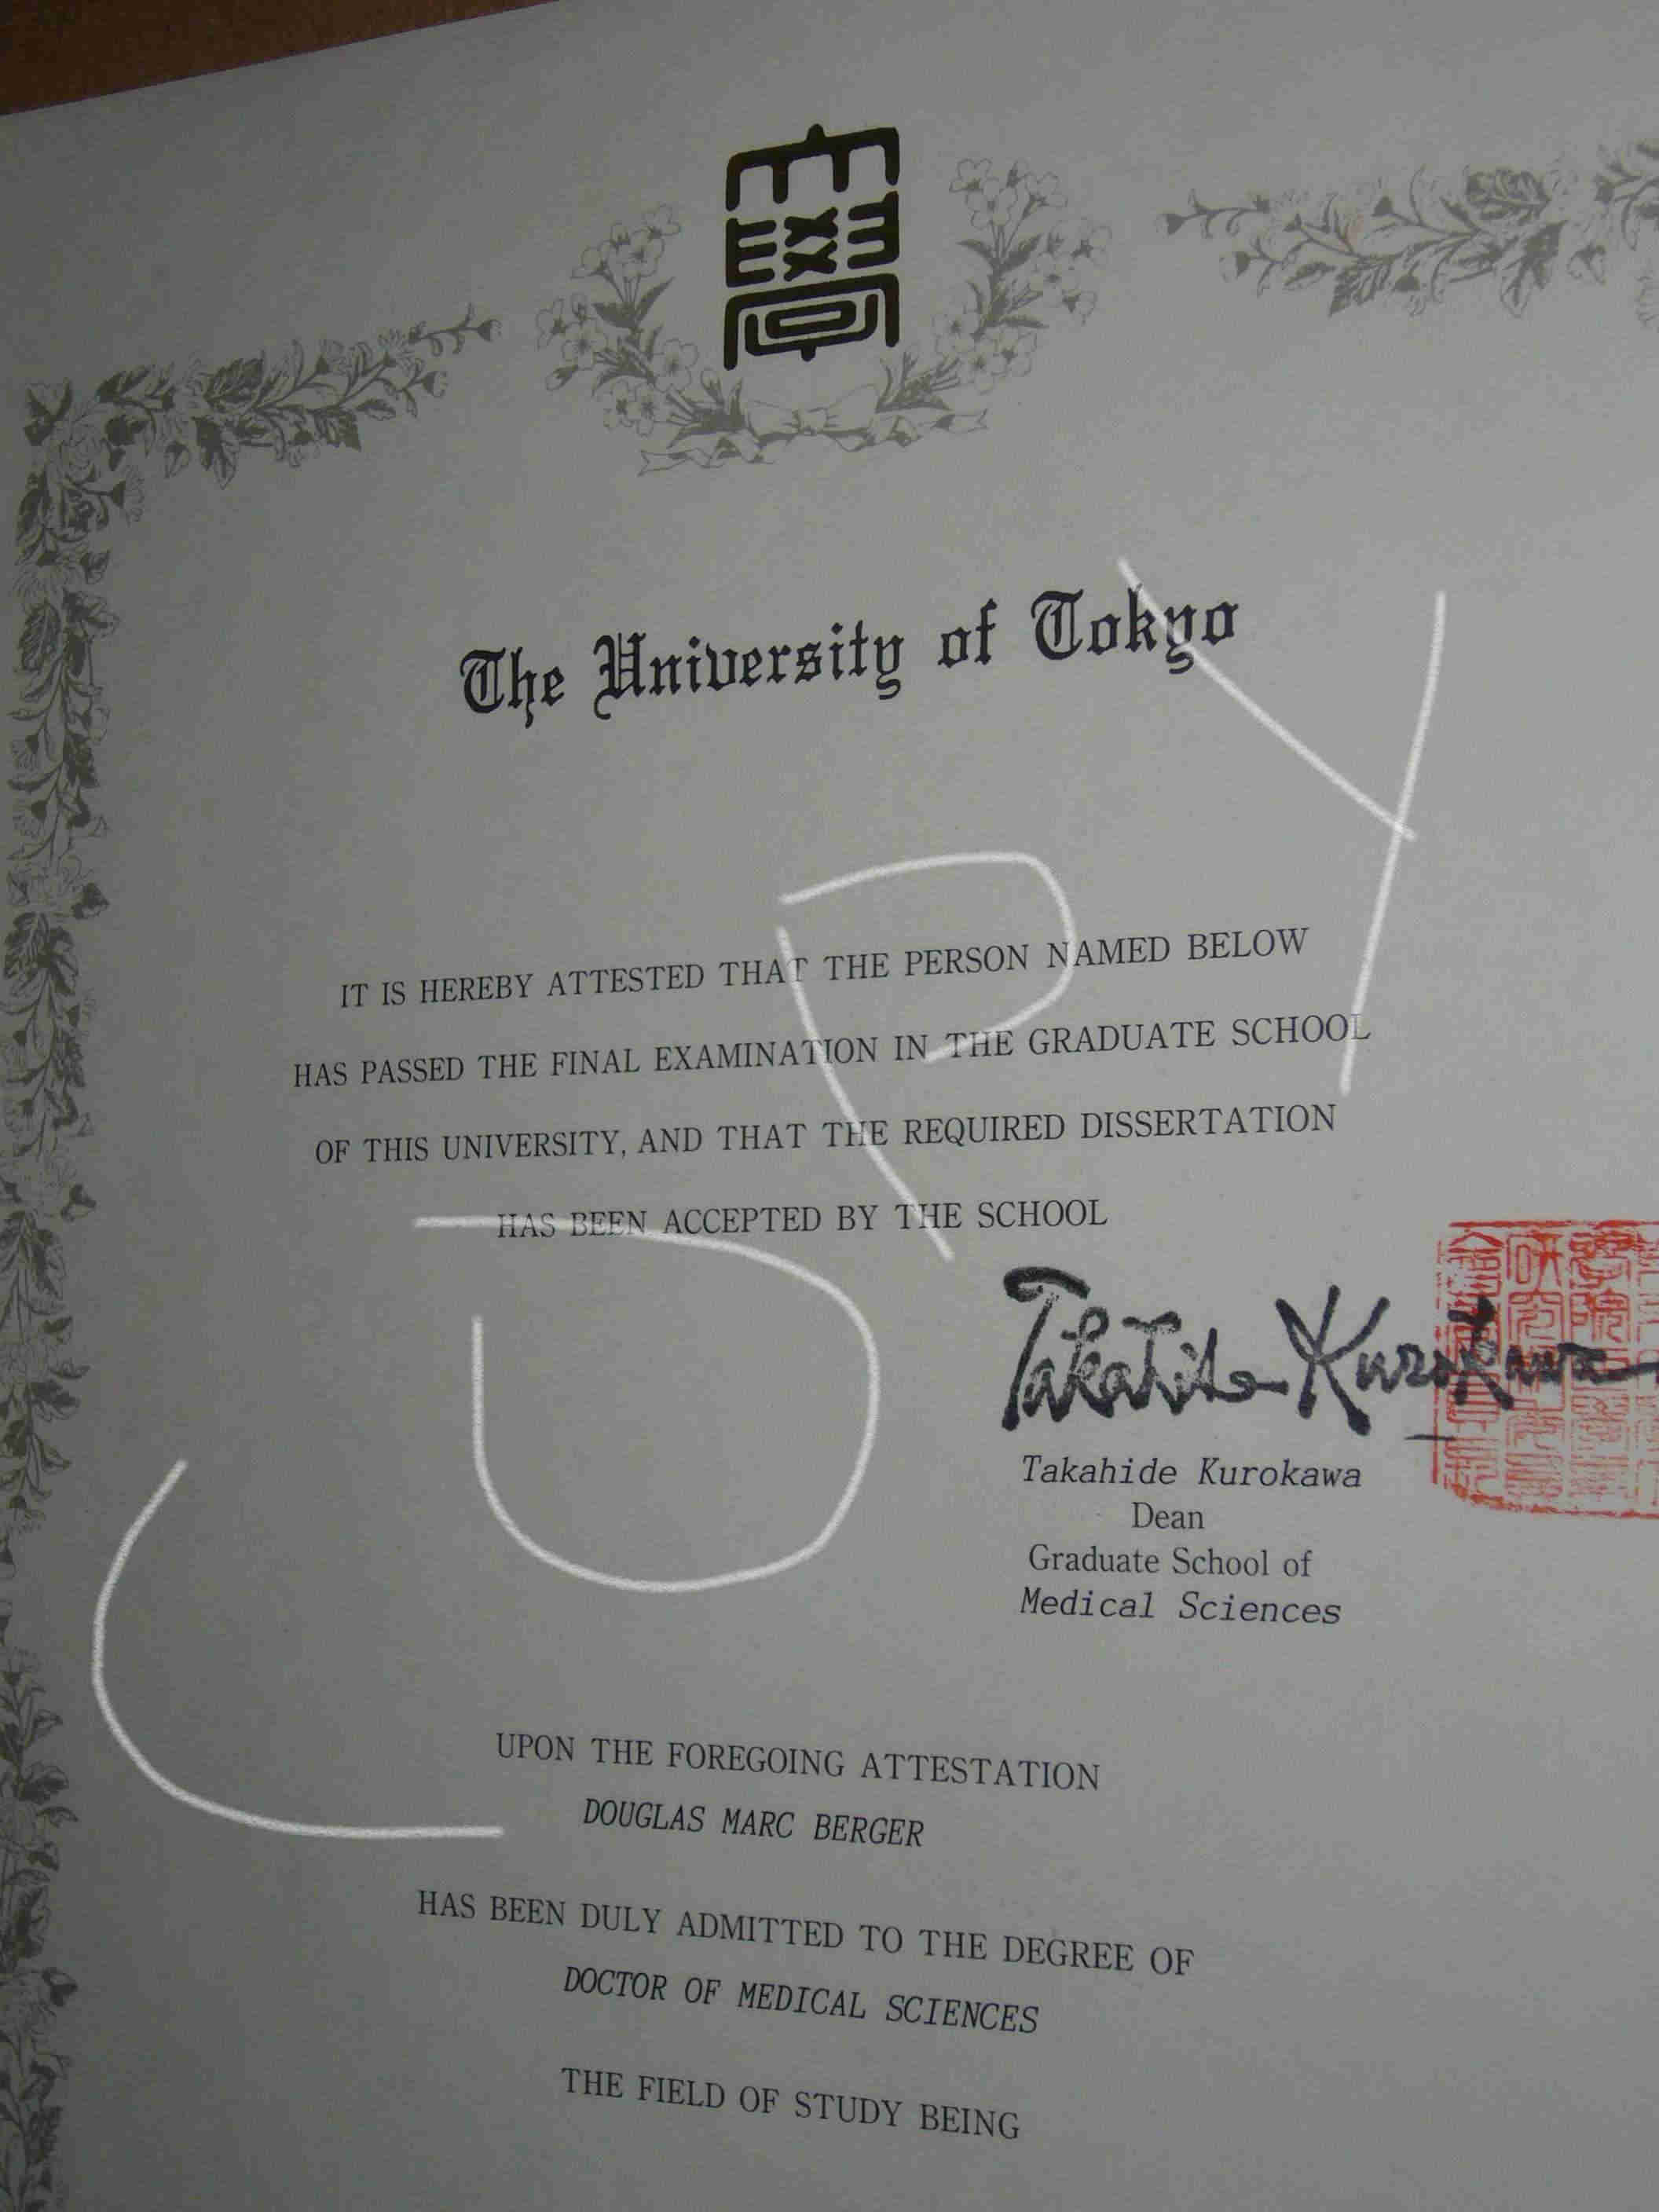 大學
The University of Tokyo
IT IS HEREBY ATTESTED THAT THE PERSON NAMED BELOW
HAS PASSED THE FINAL EXAMINATION IN THE GRADUATE SCHOOL
OF THIS UNIVERSITY, AND THAT THE REQUIRED DISSERTATION
HAS BEEN ACCEPTED BY THE SCHOOL
Takahide Kurokawa
Takahide Kurokawa
Dean
Graduate School of
Medical Sciences
UPON THE FOREGOING ATTESTATION
DOUGLAS MARC BERGER
HAS BEEN DULY ADMITTED TO THE DEGREE OF
DOCTOR OF MEDICAL SCIENCES
THE FIELD OF STUDY BEING
COPY